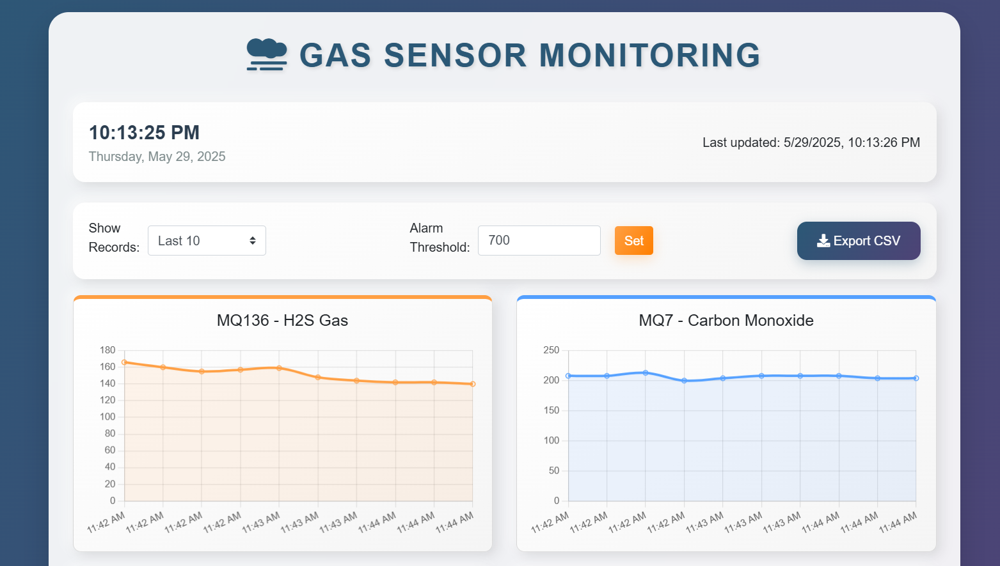 GAS SENSOR MONITORING
10:13:25 PM
Thursday, May 29, 2025
Last updated: 5/29/2025, 10:13:26 PM
Show
Records:
Last 10
Alarm
Threshold:
700
Set
Export CSV
MQ136 - H2S Gas
180
160
140
120
100
80
60
40
20
0
11:42 AM
11:42 AM
11:42 AM
11:42 AM
11:43 AM
11:43 AM
11:43 AM
11:44 AM
11:44 AM
11:44 AM
MQ7 - Carbon Monoxide
250
200
150
100
50
0
11:42 AM
11:42 AM
11:42 AM
11:42 AM
11:43 AM
11:43 AM
11:43 AM
11:44 AM
11:44 AM
11:44 AM